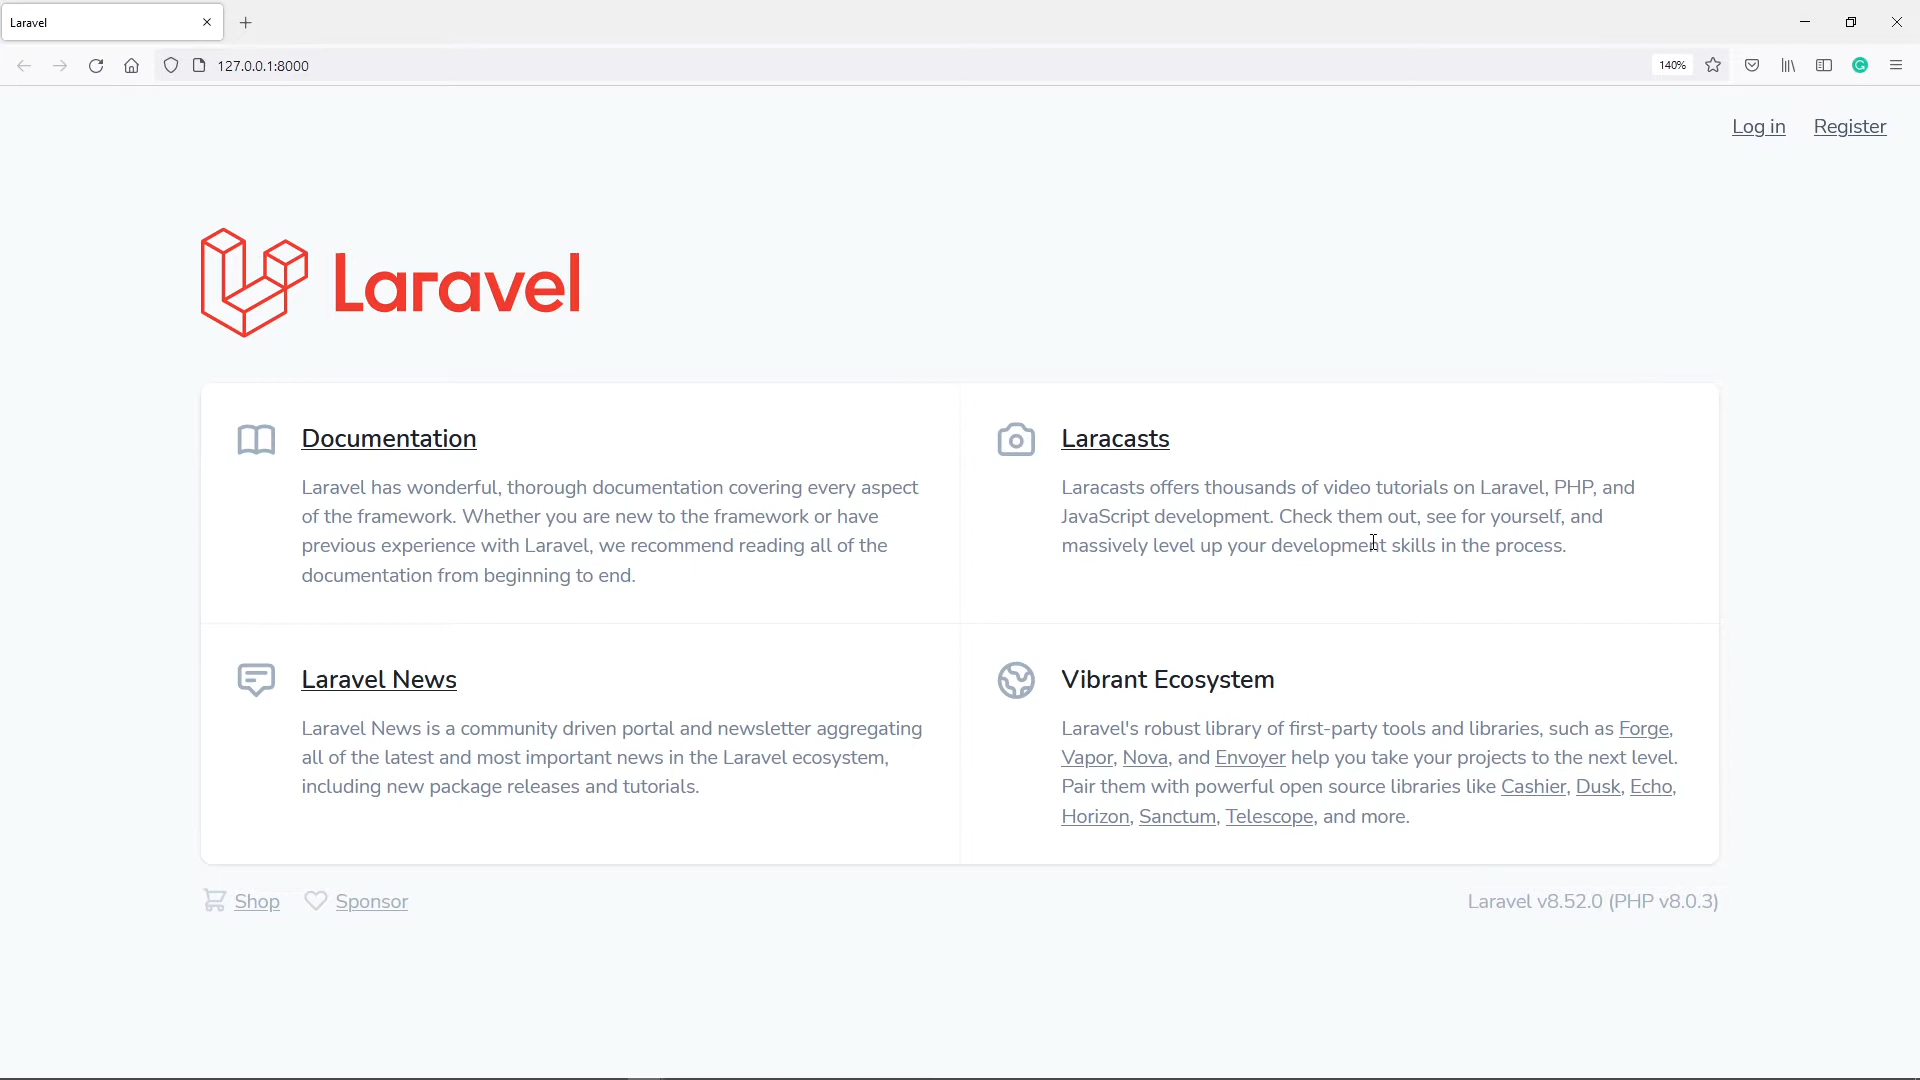 Laravel
127.0.0.1:8000
140%
Log in Register
Laravel
Documentation
Laravel has wonderful, thorough documentation covering every aspect
of the framework. Whether you are new to the framework or have
previous experience with Laravel, we recommend reading all of the
documentation from beginning to end.
Laracasts
Laracasts offers thousands of video tutorials on Laravel, PHP, and
JavaScript development. Check them out, see for yourself, and
massively level up your development skills in the process.
Laravel News
Laravel News is a community driven portal and newsletter aggregating
all of the latest and most important news in the Laravel ecosystem,
including new package releases and tutorials.
Vibrant Ecosystem
Laravel's robust library of first-party tools and libraries, such as Forge,
Vapor, Nova, and Envoyer help you take your projects to the next level.
Pair them with powerful open source libraries like Cashier, Dusk, Echo,
Horizon, Sanctum, Telescope, and more.
Shop Sponsor
Laravel v8.52.0 (PHP v8.0.3)